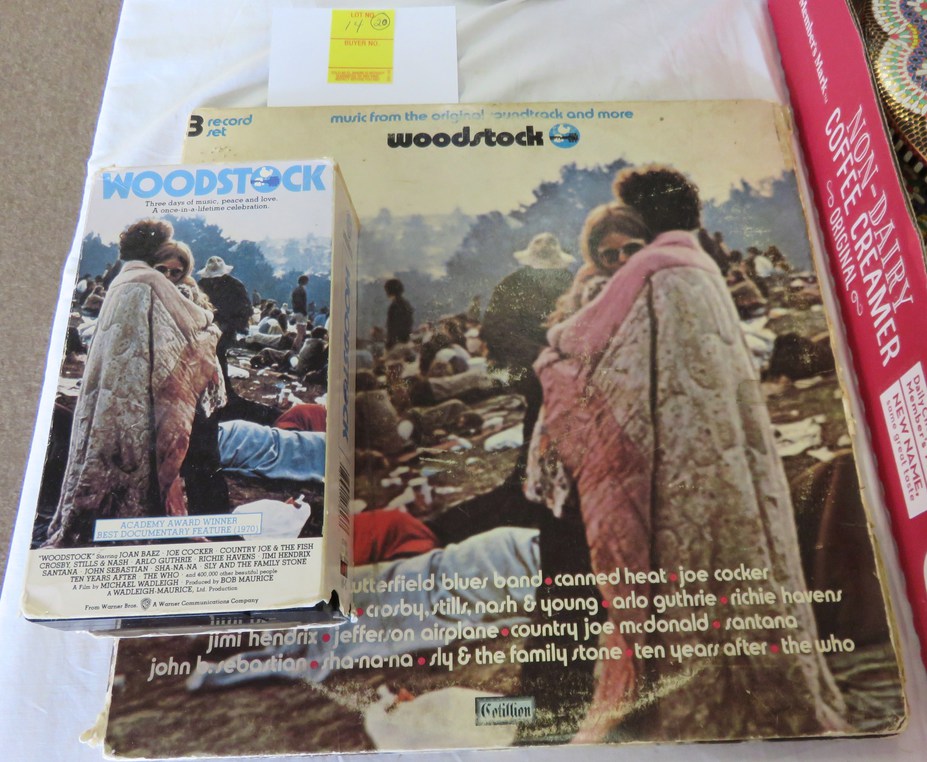 LOT NO.
14 20
BUYER NO.
3 record
set
music from the original soundtrack and more
woodstock
WOODSTOCK
Three days of music, peace and love.
A once-in-a-lifetime celebration.
ACADEMY AWARD WINNER
BEST DOCUMENTARY FEATURE (1970)
"WOODSTOCK" Starring JOAN BAEZ · JOE COCKER · COUNTRY JOE & THE FISH
CROSBY, STILLS & NASH · ARLO GUTHRIE · RICHIE HAVENS · JIMI HENDRIX
SANTANA · JOHN SEBASTIAN · SHA-NA-NA · SLY AND THE FAMILY STONE
TEN YEARS AFTER · THE WHO · and 400,000 other beautiful people
A Film by MICHAEL WADLEIGH · Produced by BOB MAURICE
A WADLEIGH-MAURICE, Ltd. Production
From Warner Bros. A Warner Communications Company
WOODSTOCK
butterfield blues band • canned heat • joe cocker
• crosby, stills, nash & young • arlo guthrie • richie havens
jimi hendrix • jefferson airplane • country joe mcdonald • santana
john b. sebastian • sha-na-na • sly & the family stone • ten years after • the who
Cotillion
Member's Mark
NON-DAIRY
COFFEE CREAMER
ORIGINAL
Daily
Member's
NEW NAME,
same great taste